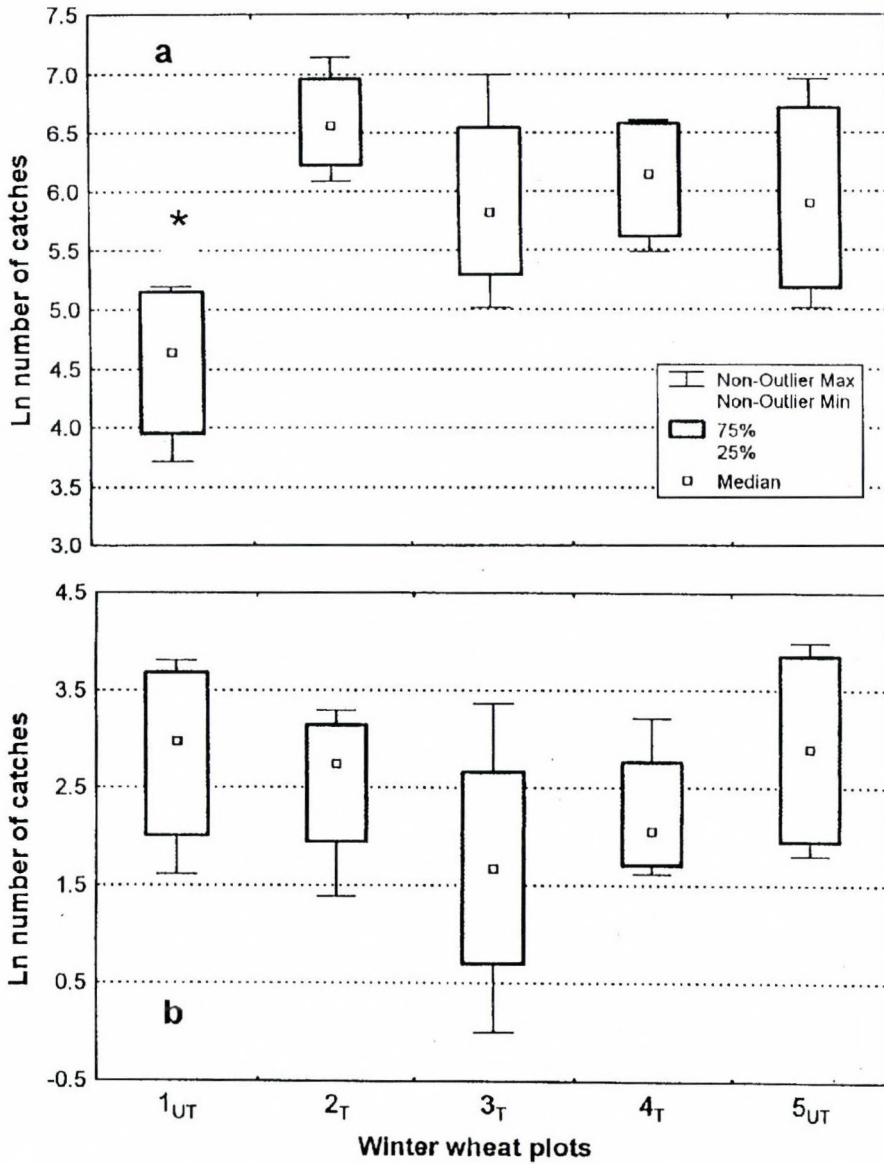 a
Ln number of catches
7.5
7.0
6.5
6.0
5.5
5.0
4.5
4.0
3.5
3.0
*
Non-Outlier Max
Non-Outlier Min
75%
25%
Median
b
Ln number of catches
4.5
3.5
2.5
1.5
0.5
-0.5
1UT 2T 3T 4T 5UT
Winter wheat plots